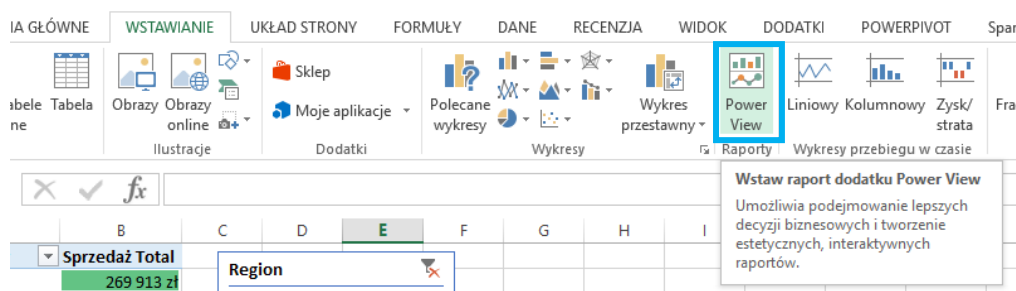 IA GŁÓWNE WSTAWIANIE UKŁAD STRONY FORMUŁY DANE RECENZJA WIDOK DODATKI POWERPIVOT Spar
abele Tabela Obrazy Obrazy Sklep Moje aplikacje Polecane Wykres Power Liniowy Kolumnowy Zysk/ Fra
ne online wykresy przestawny View strata
Ilustracje Dodatki Wykresy Raporty Wykresy przebiegu w czasie
fx
Wstaw raport dodatku Power View
Umożliwia podejmowanie lepszych
decyzji biznesowych i tworzenie
estetycznych, interaktywnych
raportów.
B C D E F G H I
Sprzedaż Total
Region
269 913 zł